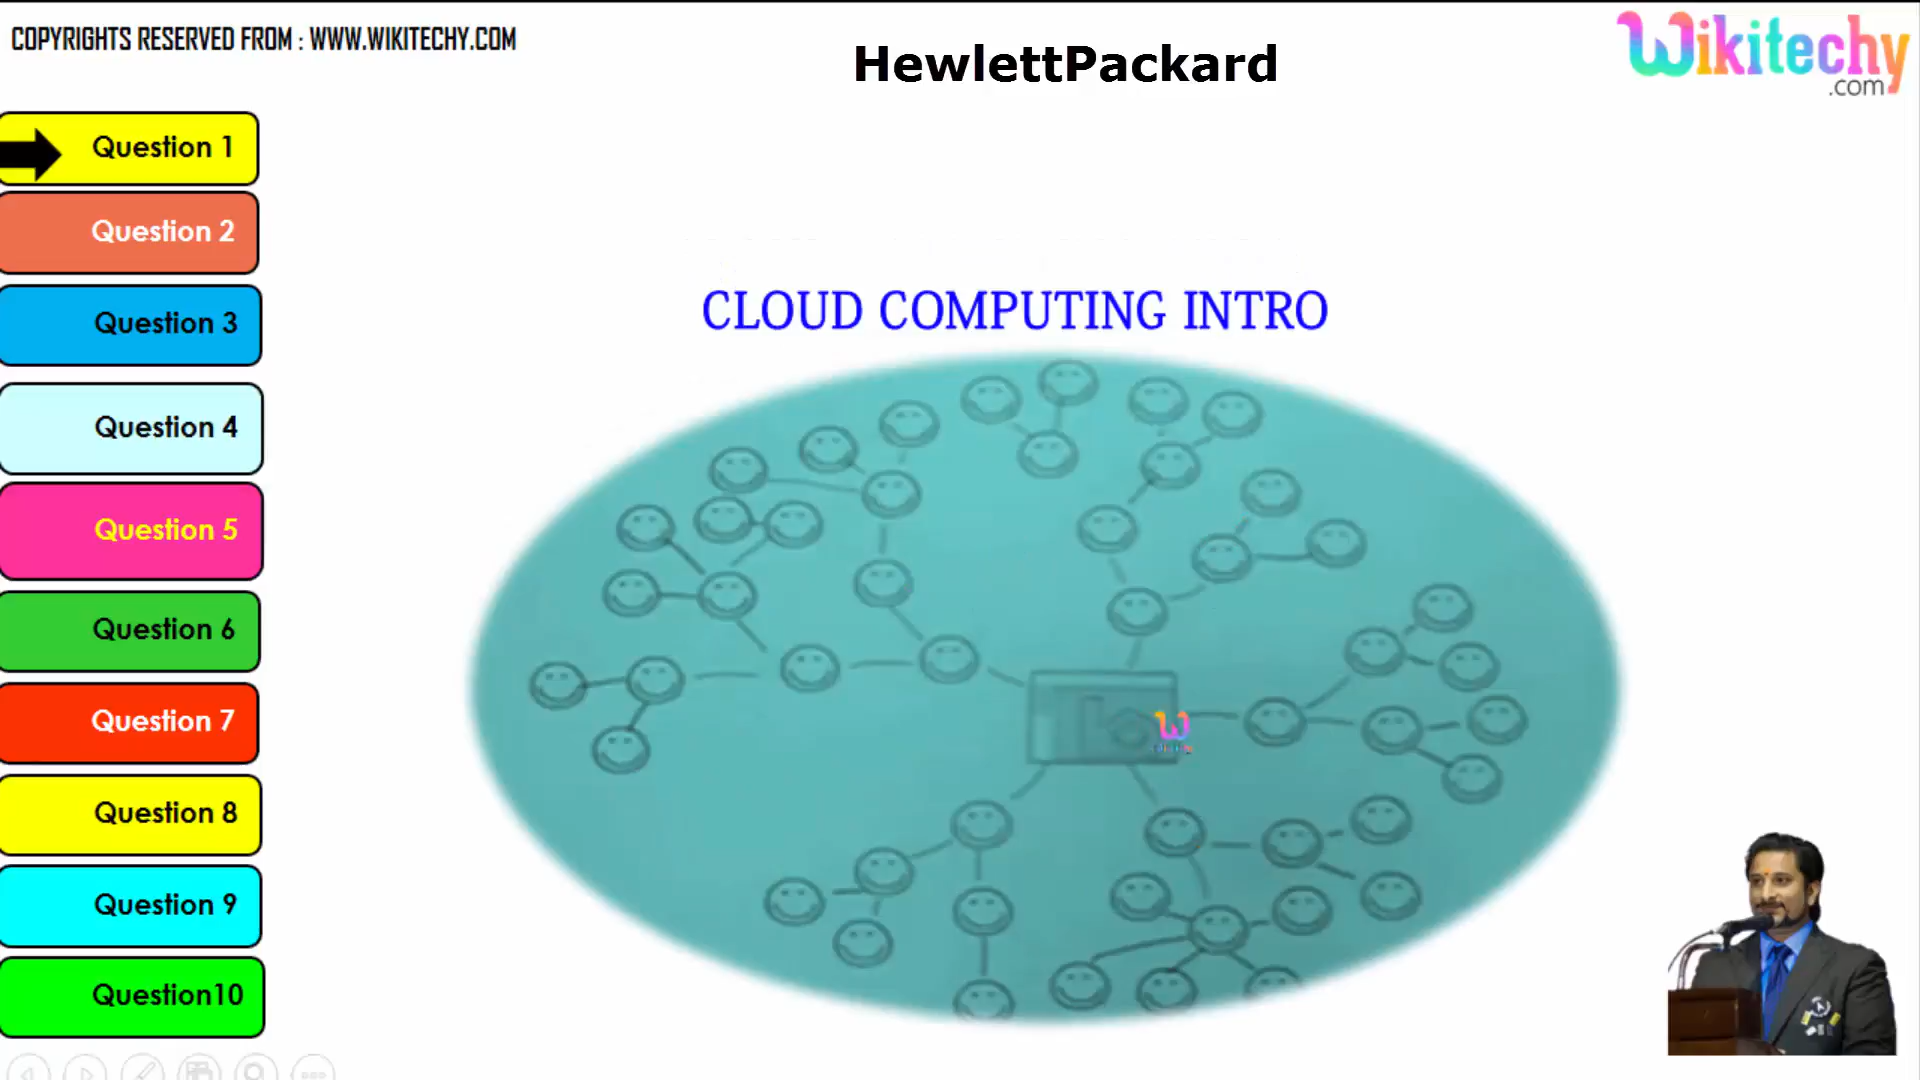 COPYRIGHTS RESERVED FROM : WWW.WIKITECHY.COM
HewlettPackard
Wikitechy
.com
Question 1
Question 2
Question 3
Question 4
Question 5
Question 6
Question 7
Question 8
Question 9
Question10
CLOUD COMPUTING INTRO